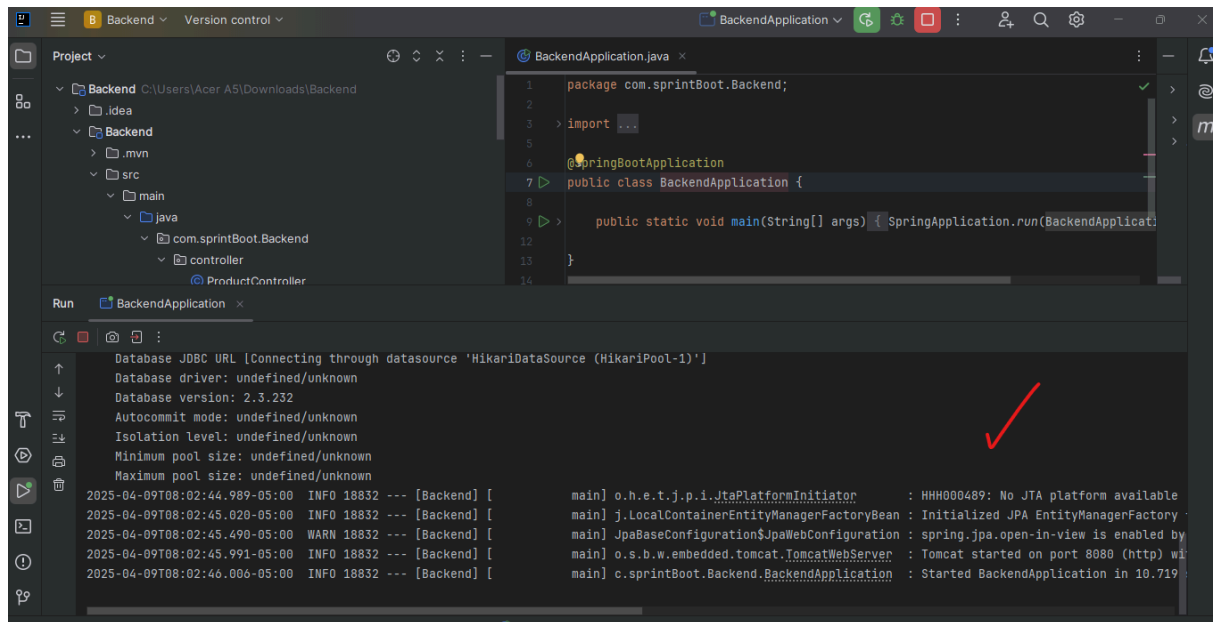 B Backend Version control BackendApplication
Project
BackendApplication.java
Backend C:\Users\Acer A5\Downloads\Backend
.idea
Backend
.mvn
src
main
java
com.sprintBoot.Backend
controller
ProductController
1 package com.sprintBoot.Backend;
2
3 import ...
5
6 @SpringBootApplication
7 public class BackendApplication {
8
9 public static void main(String[] args) { SpringApplication.run(BackendApplicati
12
13 }
14
Run BackendApplication
Database JDBC URL [Connecting through datasource 'HikariDataSource (HikariPool-1)']
Database driver: undefined/unknown
Database version: 2.3.232
Autocommit mode: undefined/unknown
Isolation level: undefined/unknown
Minimum pool size: undefined/unknown
Maximum pool size: undefined/unknown
2025-04-09T08:02:44.989-05:00 INFO 18832 --- [Backend] [ main] o.h.e.t.j.p.i.JtaPlatformInitiator : HHH000489: No JTA platform available
2025-04-09T08:02:45.020-05:00 INFO 18832 --- [Backend] [ main] j.LocalContainerEntityManagerFactoryBean : Initialized JPA EntityManagerFactory
2025-04-09T08:02:45.490-05:00 WARN 18832 --- [Backend] [ main] JpaBaseConfiguration$JpaWebConfiguration : spring.jpa.open-in-view is enabled by
2025-04-09T08:02:45.991-05:00 INFO 18832 --- [Backend] [ main] o.s.b.w.embedded.tomcat.TomcatWebServer : Tomcat started on port 8080 (http) wi
2025-04-09T08:02:46.006-05:00 INFO 18832 --- [Backend] [ main] c.sprintBoot.Backend.BackendApplication : Started BackendApplication in 10.719